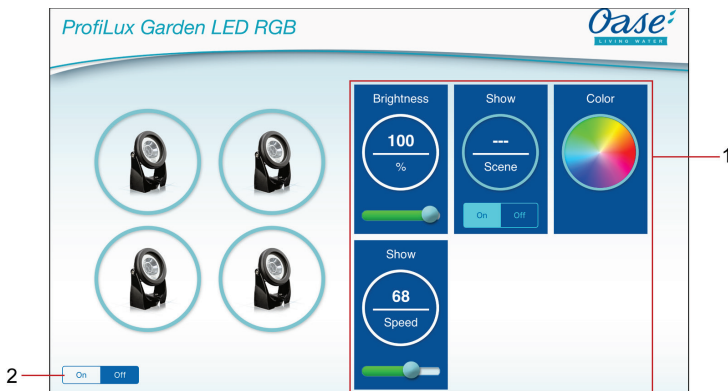 ProfiLux Garden LED RGB
Oase
LIVING WATER
Brightness
100
%
Show
---
Scene
On Off
Color
1
Show
68
Speed
2
On Off